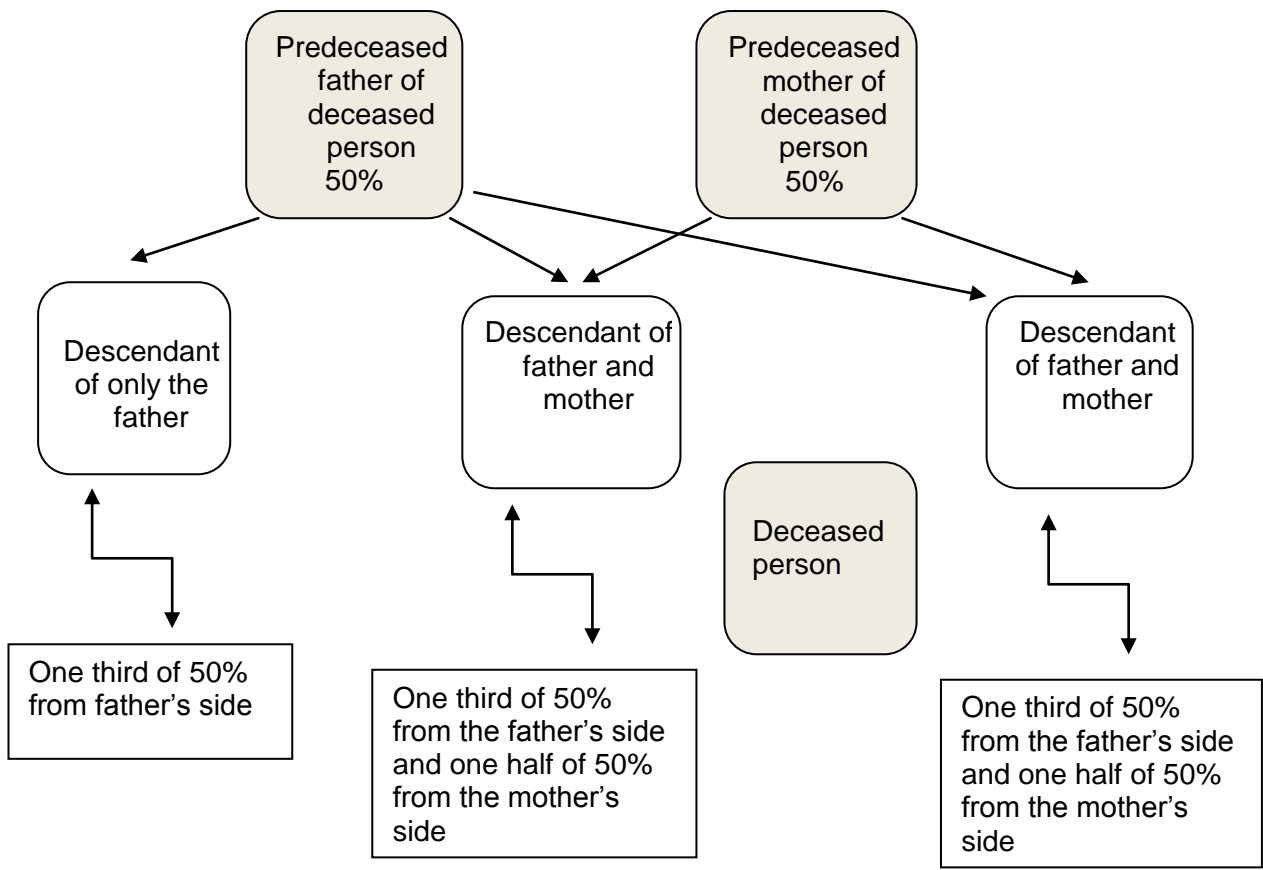 Predeceased
father of
deceased
person
50%
Predeceased
mother of
deceased
person
50%
Descendant
of only the
father
Descendant of
father and
mother
Descendant
of father and
mother
Deceased
person
One third of 50%
from father’s side
One third of 50%
from the father’s side
and one half of 50%
from the mother’s
side
One third of 50%
from the father’s side
and one half of 50%
from the mother’s
side